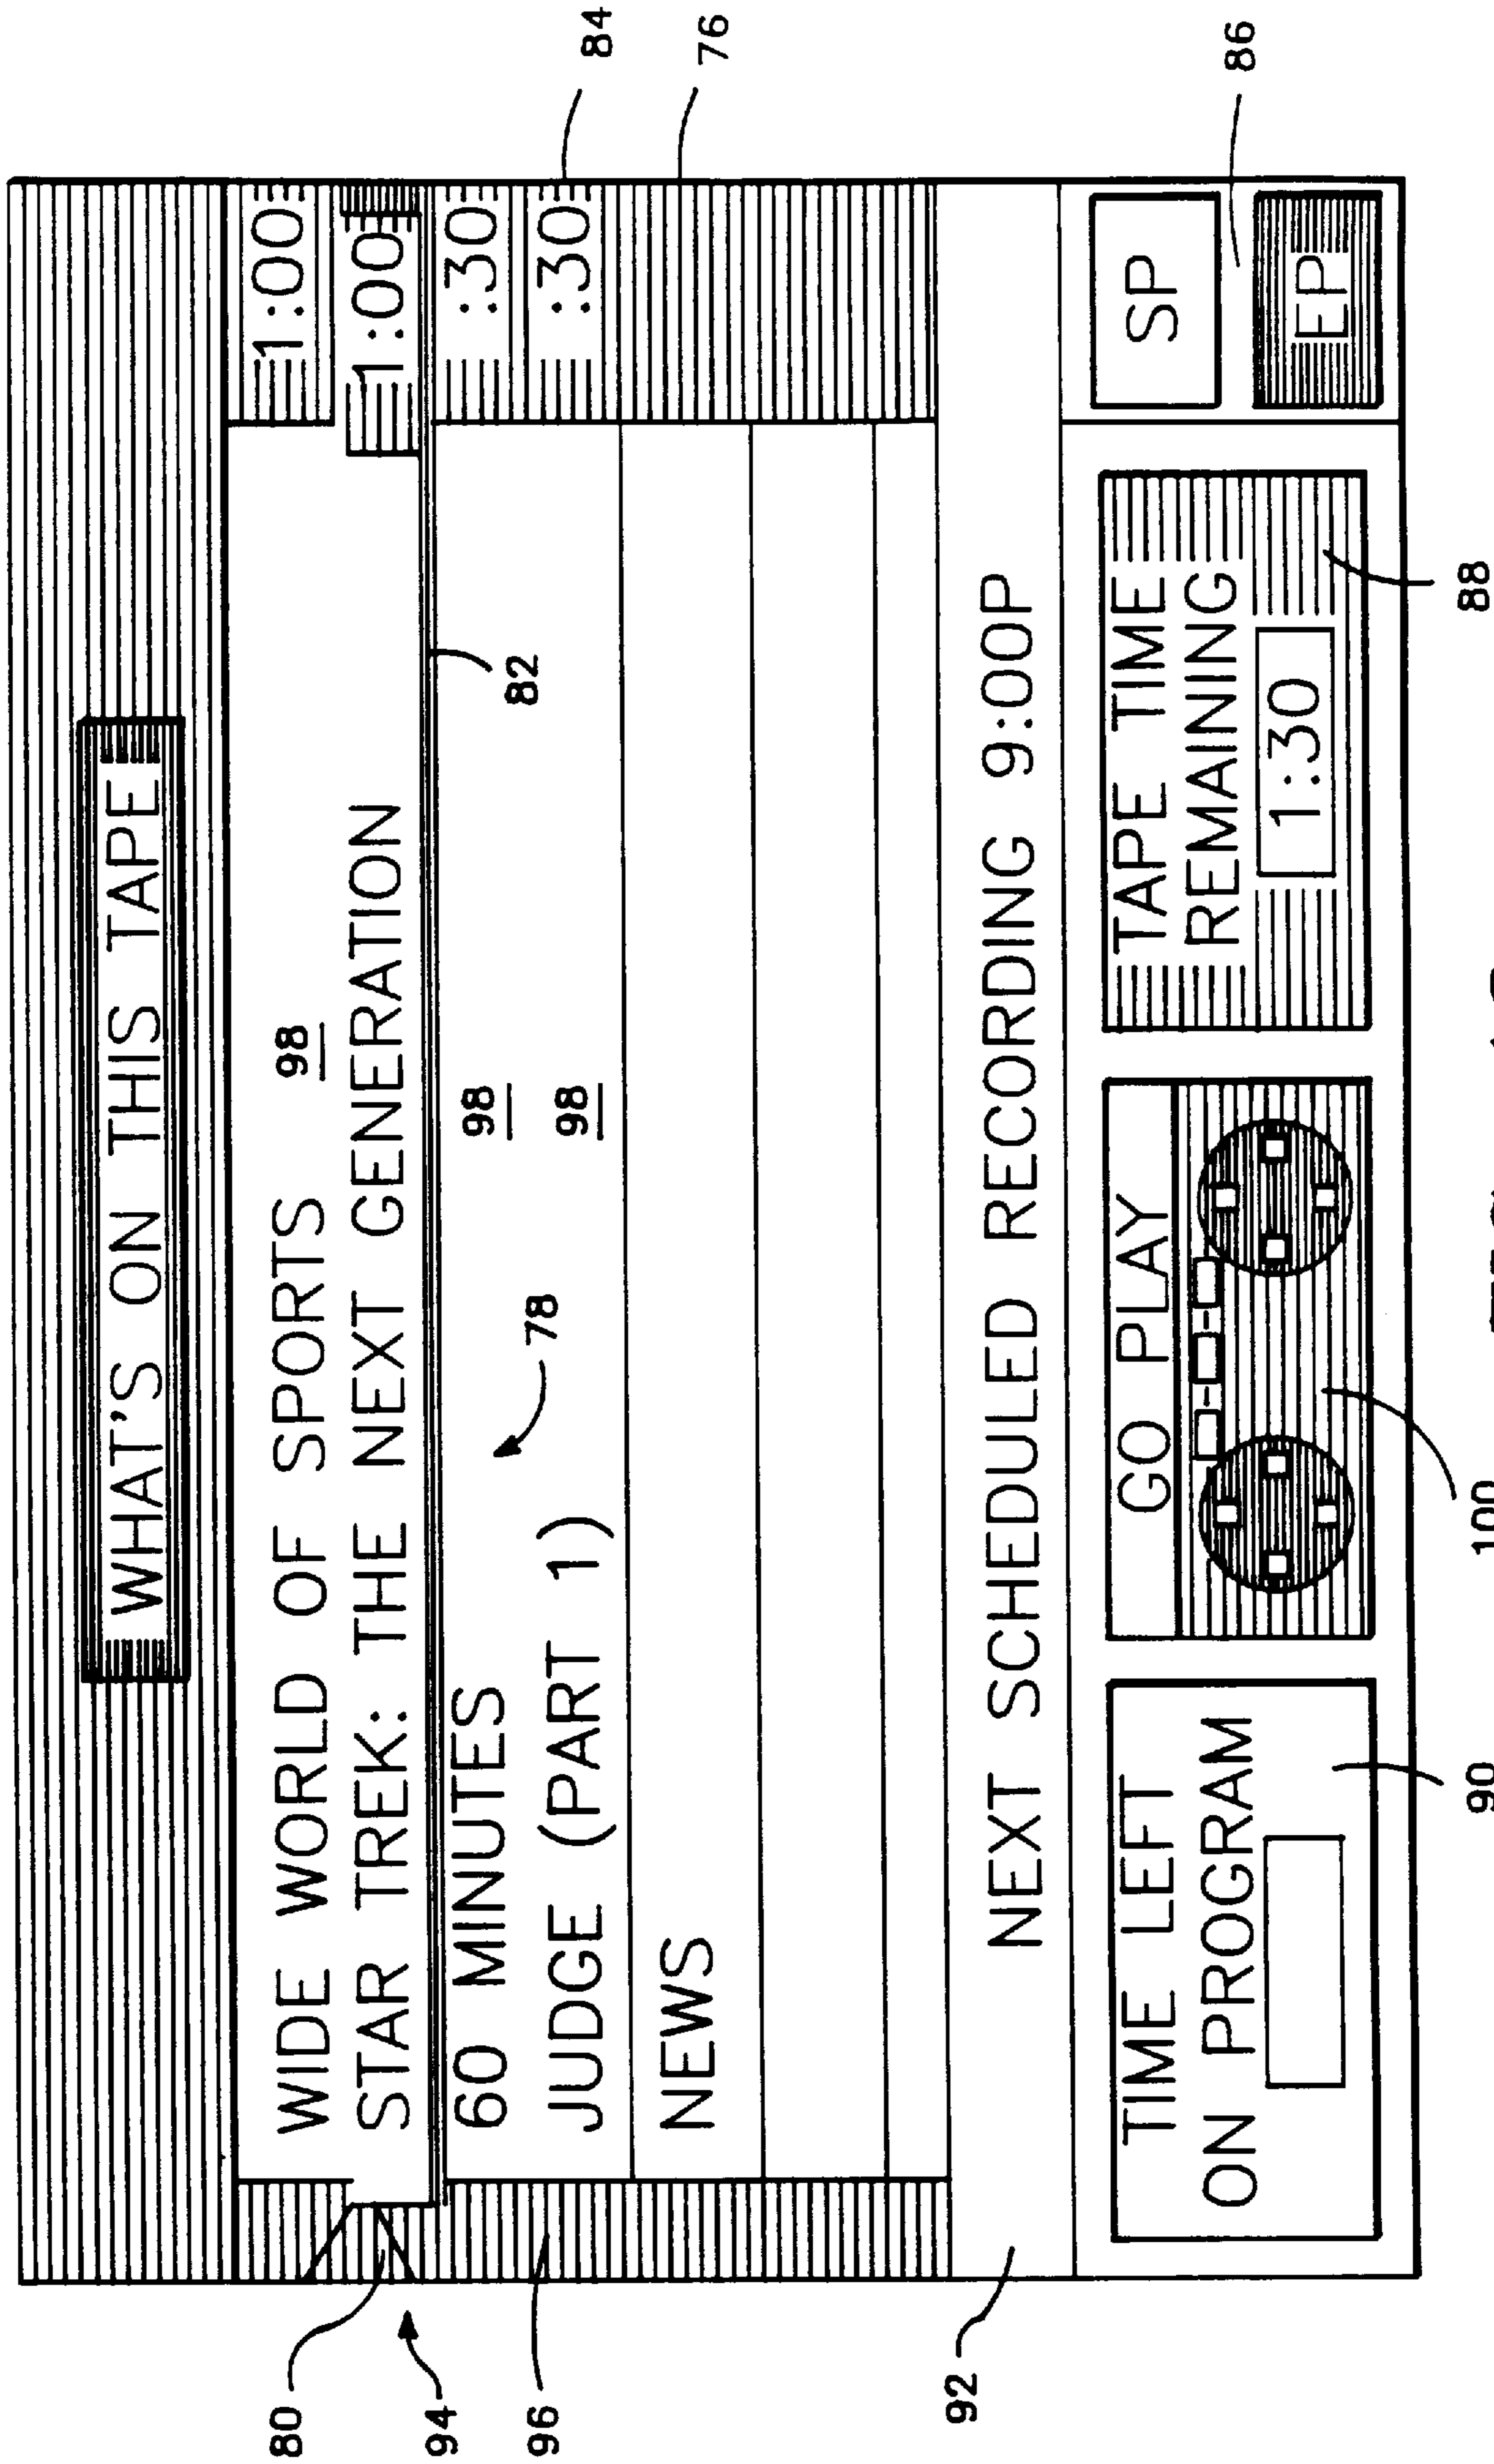 WHAT'S ON THIS TAPE
WIDE WORLD OF SPORTS 98 1:00
STAR TREK: THE NEXT GENERATION 1:00
82
60 MINUTES 98 :30
JUDGE (PART 1) 98 :30
78
NEWS
NEXT SCHEDULED RECORDING 9:00P
TIME LEFT
ON PROGRAM
GO PLAY
TAPE TIME
REMAINING
1:30
SP
EP
80
94
96
92
84
76
86
90
100
88